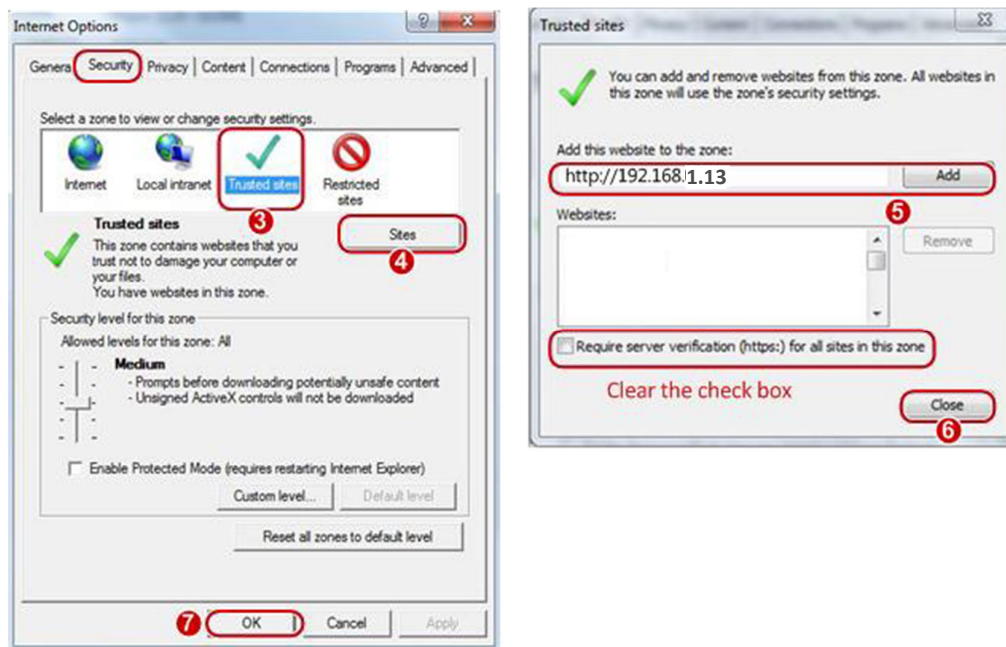 Internet Options
General Security Privacy Content Connections Programs Advanced
Select a zone to view or change security settings.
Internet Local intranet Trusted sites Restricted sites
3
Trusted sites
This zone contains websites that you
trust not to damage your computer or
your files.
You have websites in this zone.
Sites
4
Security level for this zone
Allowed levels for this zone: All
Medium
- Prompts before downloading potentially unsafe content
- Unsigned ActiveX controls will not be downloaded
Enable Protected Mode (requires restarting Internet Explorer)
Custom level... Default level
Reset all zones to default level
7 OK Cancel Apply
Trusted sites
You can add and remove websites from this zone. All websites in
this zone will use the zone's security settings.
Add this website to the zone:
http://192.168.1.13 Add
5
Websites:
Remove
Require server verification (https:) for all sites in this zone
Clear the check box
Close
6